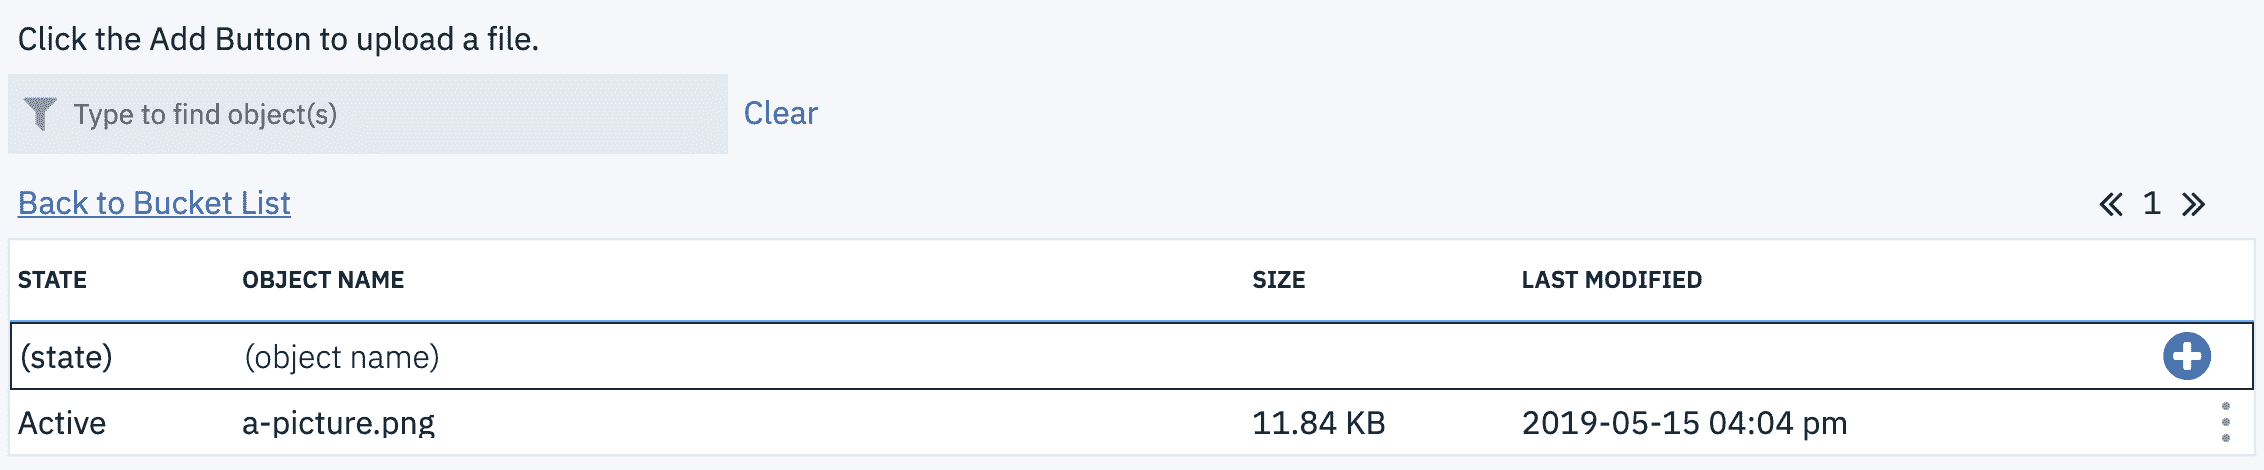 Click the Add Button to upload a file.
Type to find object(s) Clear
Back to Bucket List « 1 »
STATE OBJECT NAME SIZE LAST MODIFIED
(state) (object name)
Active a-picture.png 11.84 KB 2019-05-15 04:04 pm